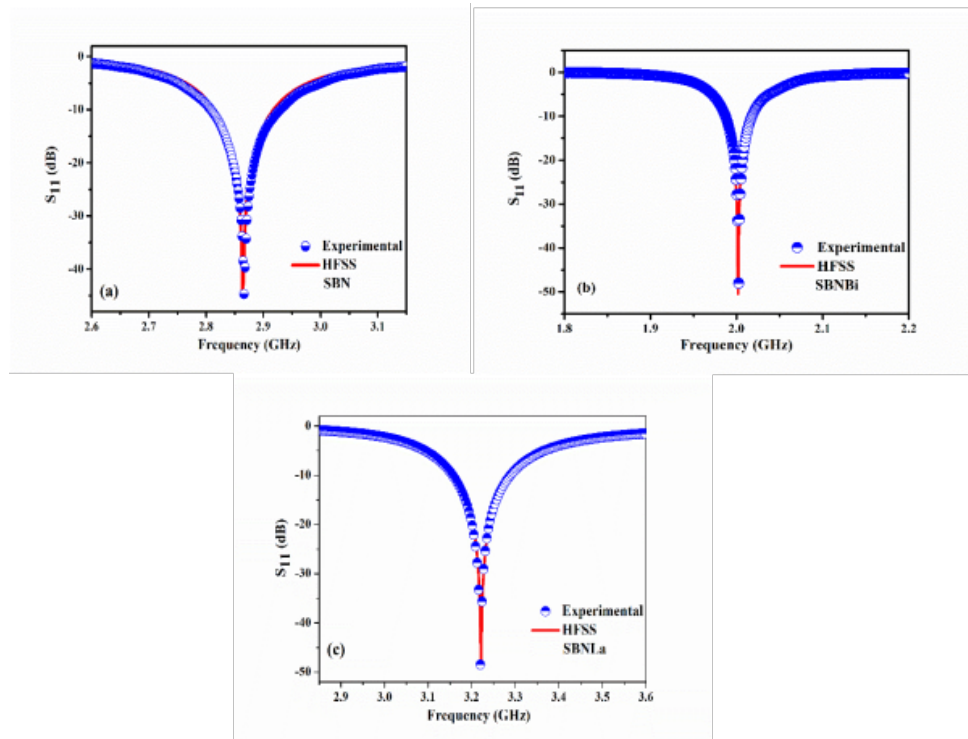 0
-10
-20
-30
-40
S11 (dB)
Experimental
HFSS
SBN
(a)
2.6 2.7 2.8 2.9 3.0 3.1
Frequency (GHz)
0
-10
-20
-30
-40
-50
S11 (dB)
Experimental
HFSS
SBNBi
(b)
1.8 1.9 2.0 2.1 2.2
Frequency (GHz)
0
-10
-20
-30
-40
-50
S11 (dB)
Experimental
HFSS
SBNLa
(c)
2.9 3.0 3.1 3.2 3.3 3.4 3.5 3.6
Frequency (GHz)